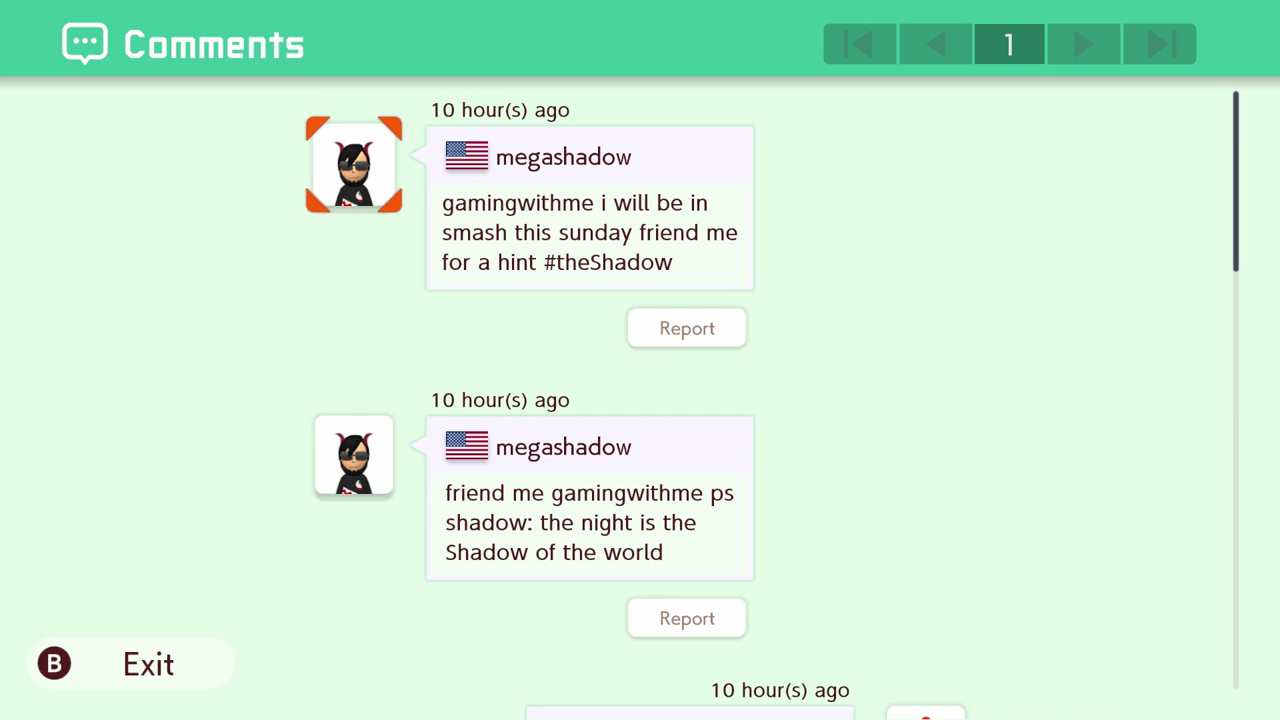 Comments
1
10 hour(s) ago
megashadow
gamingwithme i will be in
smash this sunday friend me
for a hint #theShadow
Report
10 hour(s) ago
megashadow
friend me gamingwithme ps
shadow: the night is the
Shadow of the world
Report
10 hour(s) ago
B Exit